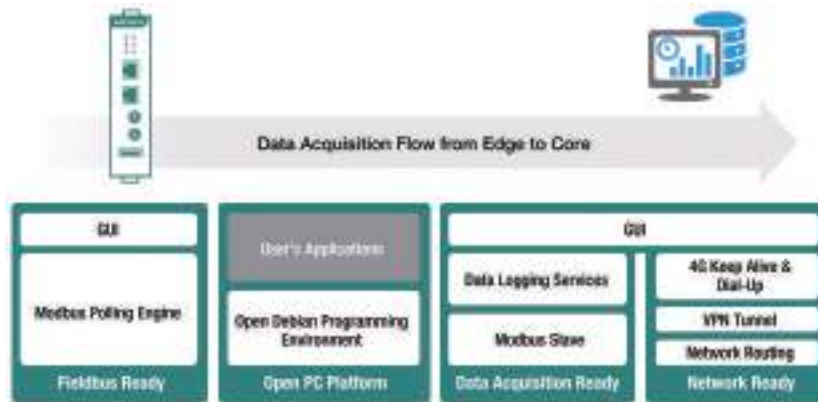 Data Acquisition Flow from Edge to Core
GUI
Modbus Polling Engine
Fieldbus Ready
User's Applications
Open Debian Programming
Environment
Open PC Platform
GUI
Data Logging Services
Modbus Slave
Data Acquisition Ready
4G Keep Alive &
Dial-Up
VPN Tunnel
Network Routing
Network Ready